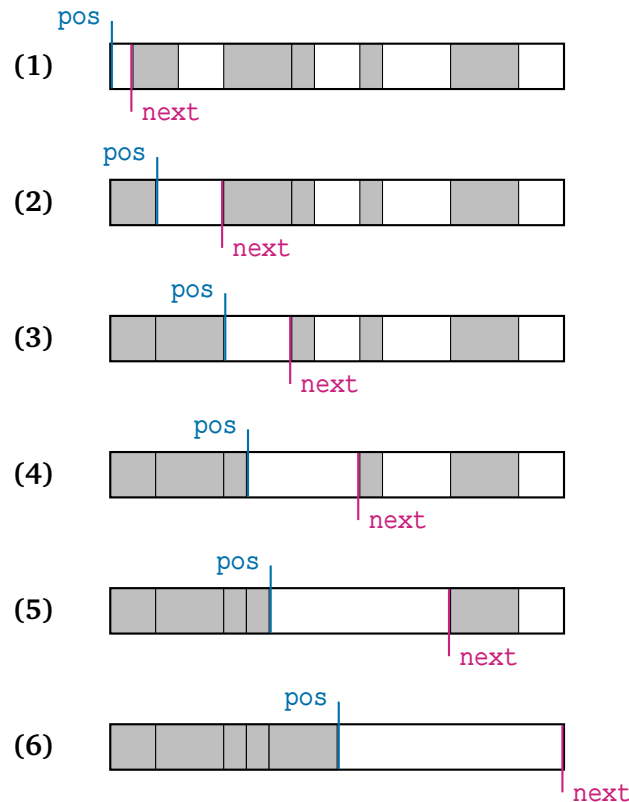 pos
(1)
next
pos
(2)
next
pos
(3)
next
pos
(4)
next
pos
(5)
next
pos
(6)
next